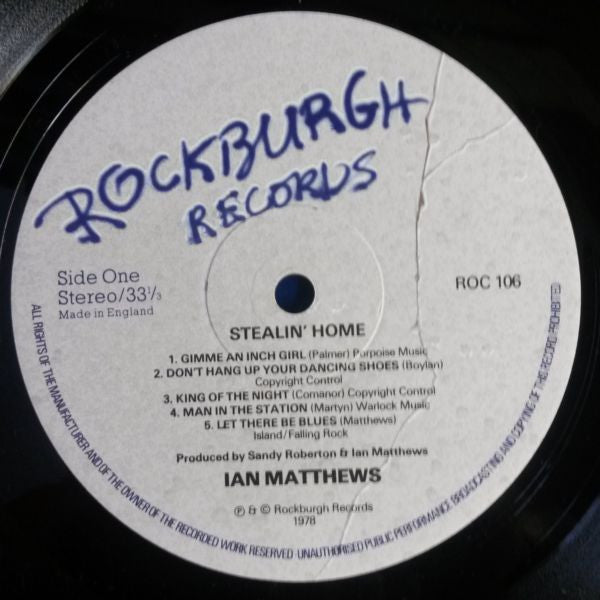 ROCKBURGH
RECORDS
Side One
Stereo/33⅓
Made in England
ROC 106
STEALIN' HOME
1. GIMME AN INCH GIRL (Palmer) Purpoise Music
2. DON'T HANG UP YOUR DANCING SHOES (Boylan)
Copyright Control
3. KING OF THE NIGHT (Comanor) Copyright Control
4. MAN IN THE STATION (Martyn) Warlock Music
5. LET THERE BE BLUES (Matthews)
Island/Falling Rock
Produced by Sandy Roberton & Ian Matthews
IAN MATTHEWS
℗ & © Rockburgh Records
1978
ALL RIGHTS OF THE MANUFACTURER AND OF THE OWNER OF THE RECORDED WORK RESERVED · UNAUTHORISED PUBLIC PERFORMANCE BROADCASTING AND COPYING OF THIS RECORD PROHIBITED